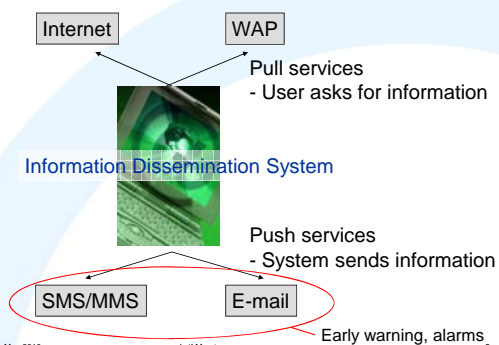 Internet
WAP
Pull services
- User asks for information
Information Dissemination System
Push services
- System sends information
SMS/MMS
E-mail
Early warning, alarms